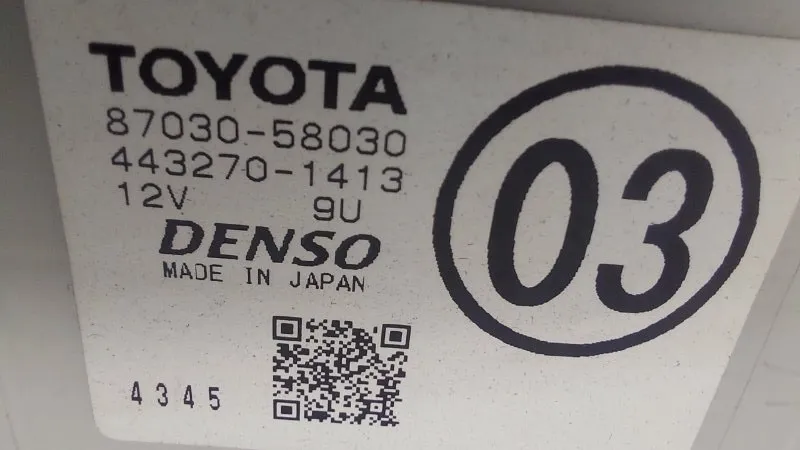 TOYOTA
87030-58030
443270-1413
12V 9U
DENSO
MADE IN JAPAN
03
4345